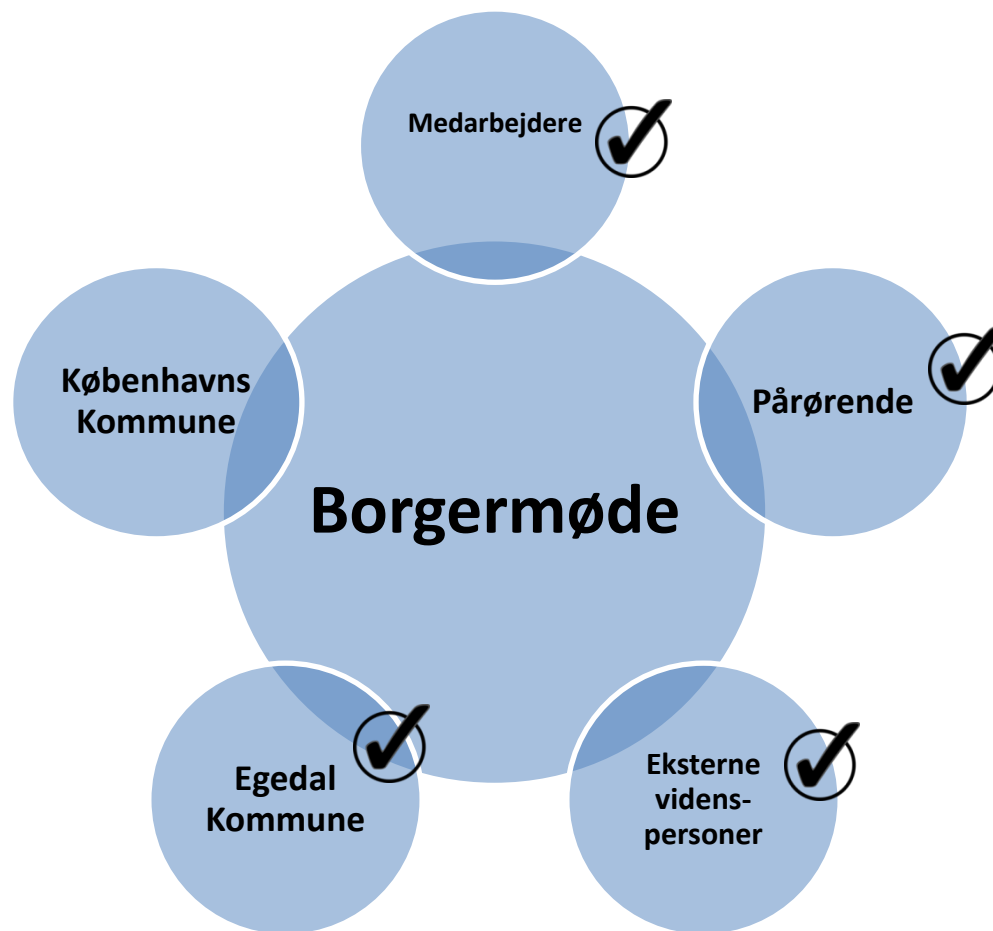 Medarbejdere
Københavns
Kommune
Pårørende
Borgermøde
Egedal
Kommune
Eksterne
videns-
personer